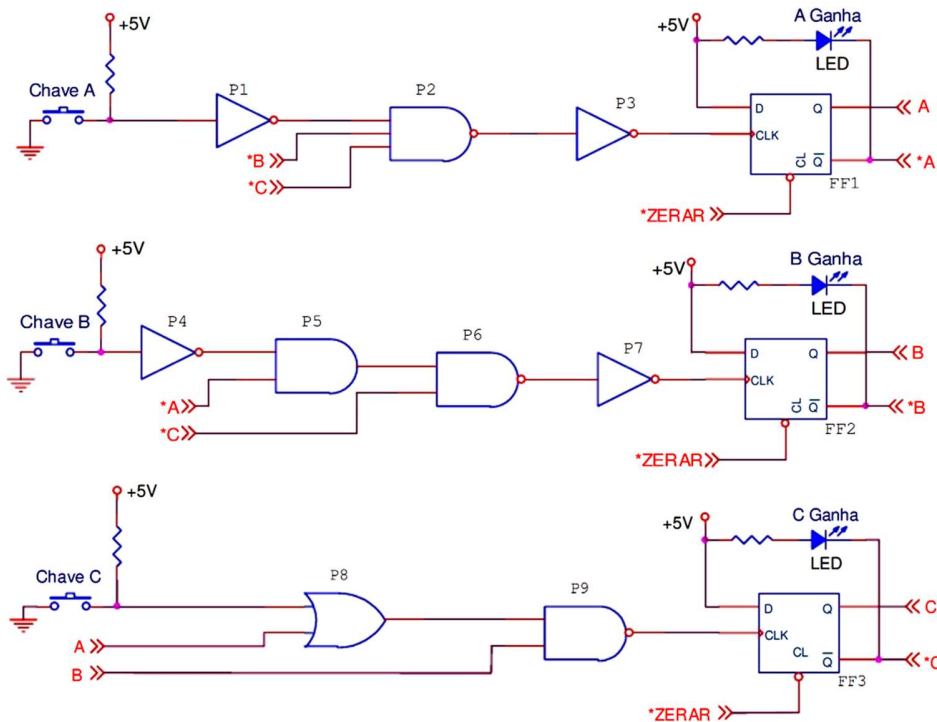 +5V
A Ganha
+5V
LED
Chave A
P1
P2
P3
D
Q
A
CLK
*B
CL
Q
*A
*C
FF1
*ZERAR
+5V
B Ganha
+5V
LED
Chave B
P4
P5
P6
P7
D
Q
B
CLK
*A
CL
Q
*B
*C
FF2
*ZERAR
+5V
C Ganha
+5V
LED
Chave C
P8
P9
D
Q
C
CLK
A
CL
B
Q
*C
FF3
*ZERAR